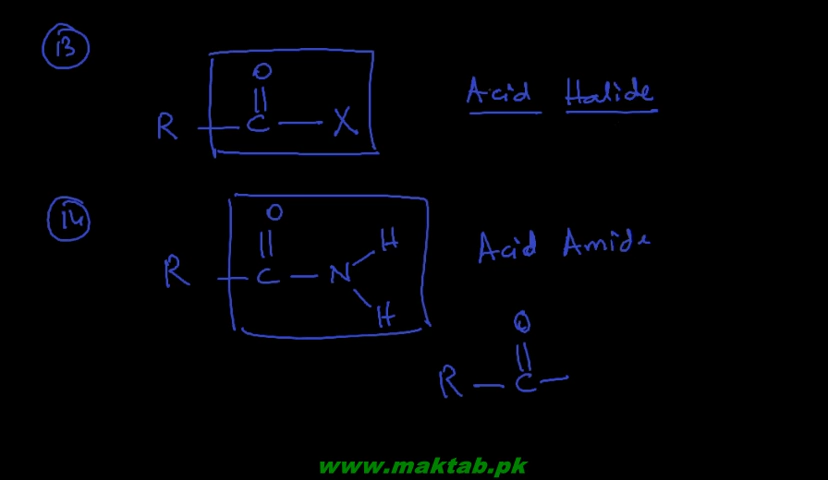 13
O
R — C — X
Acid Halide
14
O
H
R — C — N
H
Acid Amide
O
R — C —
www.maktab.pk